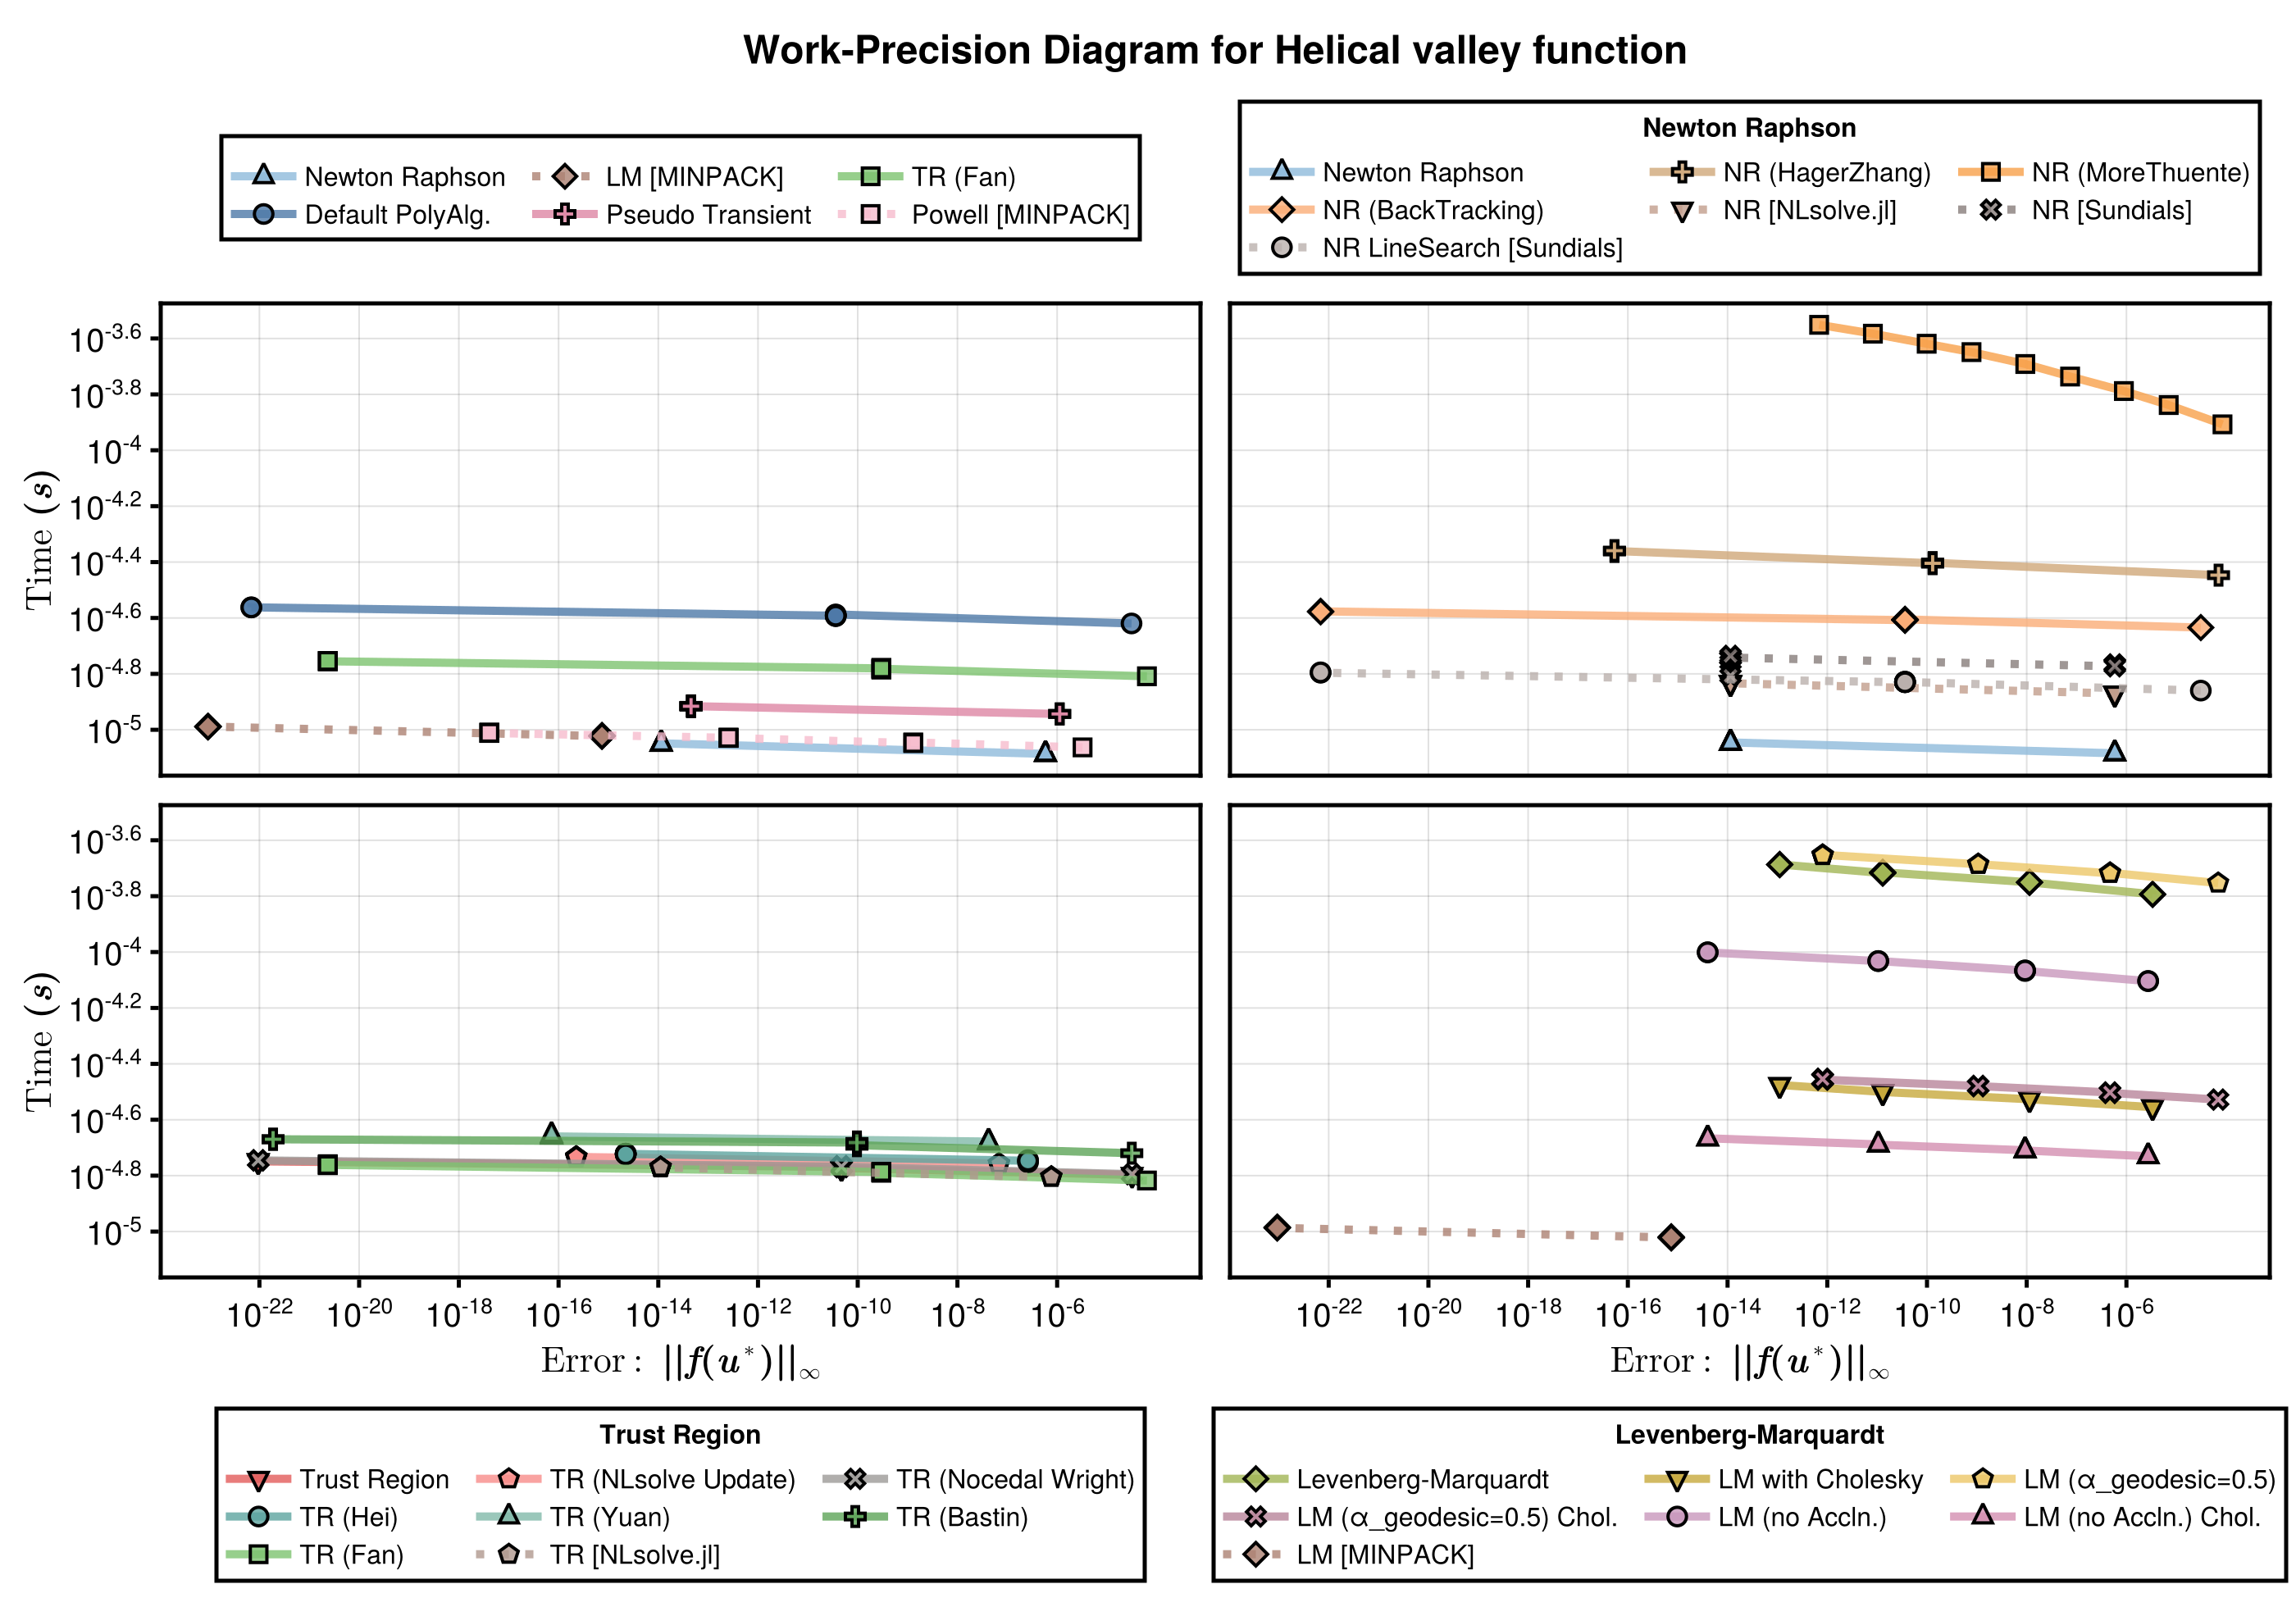 Work-Precision Diagram for Helical valley function
Newton Raphson LM [MINPACK] TR (Fan)
Default PolyAlg. Pseudo Transient Powell [MINPACK]
Newton Raphson
Newton Raphson NR (HagerZhang) NR (MoreThuente)
NR (BackTracking) NR [NLsolve.jl] NR [Sundials]
NR LineSearch [Sundials]
10^-3.6
10^-3.8
10^-4
10^-4.2
10^-4.4
10^-4.6
10^-4.8
10^-5
Time (s)
10^-3.6
10^-3.8
10^-4
10^-4.2
10^-4.4
10^-4.6
10^-4.8
10^-5
Time (s)
10^-22 10^-20 10^-18 10^-16 10^-14 10^-12 10^-10 10^-8 10^-6
Error: ||f(u*)||∞
10^-22 10^-20 10^-18 10^-16 10^-14 10^-12 10^-10 10^-8 10^-6
Error: ||f(u*)||∞
Trust Region
Trust Region TR (NLsolve Update) TR (Nocedal Wright)
TR (Hei) TR (Yuan) TR (Bastin)
TR (Fan) TR [NLsolve.jl]
Levenberg-Marquardt
Levenberg-Marquardt LM with Cholesky LM (α_geodesic=0.5)
LM (α_geodesic=0.5) Chol. LM (no Accln.) LM (no Accln.) Chol.
LM [MINPACK]